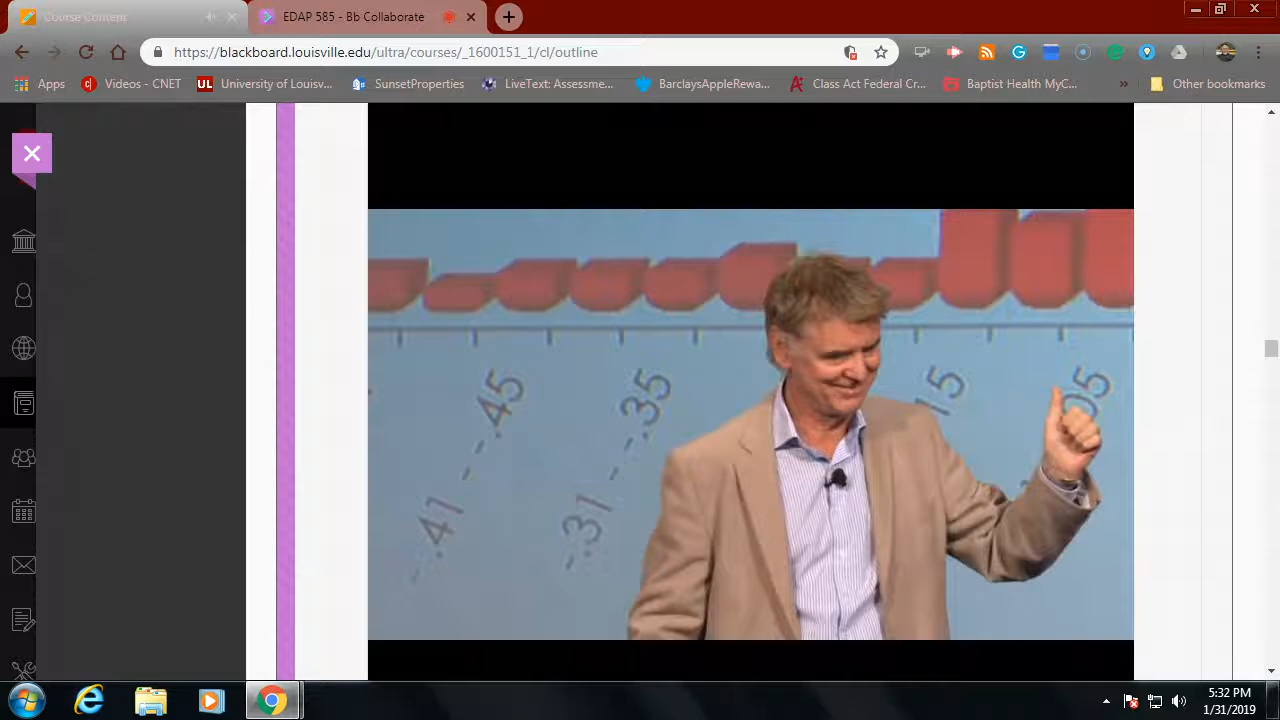 Course Content
EDAP 585 - Bb Collaborate
https://blackboard.louisville.edu/ultra/courses/_1600151_1/cl/outline
Apps
Videos - CNET
University of Louisv...
SunsetProperties
LiveText: Assessme...
BarclaysAppleRewa...
Class Act Federal Cr...
Baptist Health MyC...
»
Other bookmarks
-.41 - -.45
-.31 - -.35
15
05
5:32 PM
1/31/2019